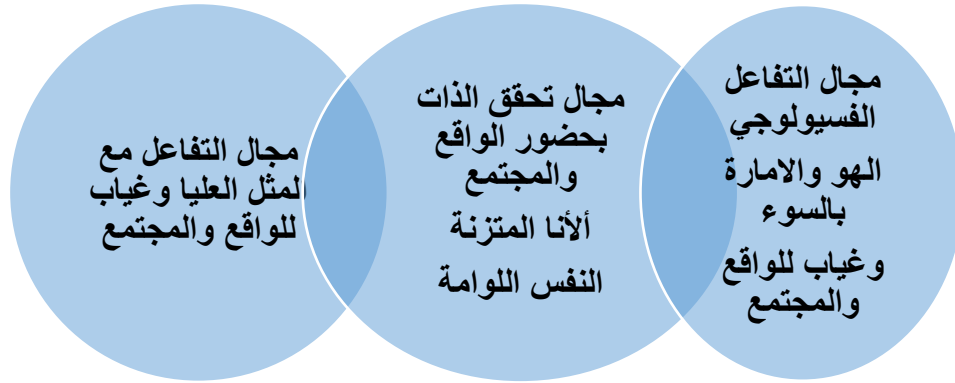 مجال التفاعل
الفسيولوجي
الهو والامارة
بالسوء
وغياب للواقع
والمجتمع
مجال تحقق الذات
بحضور الواقع
والمجتمع
ألأنا المتزنة
النفس اللوامة
مجال التفاعل مع
لمثل العليا وغياب
للواقع والمجتمع